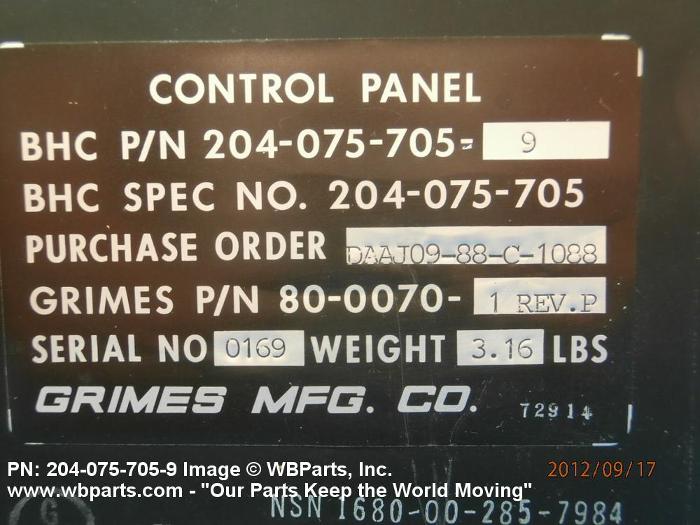 CONTROL PANEL
BHC P/N 204-075-705- 9
BHC SPEC NO. 204-075-705
PURCHASE ORDER DAAJ09-88-C-1088
GRIMES P/N 80-0070- 1 REV.P
SERIAL NO 0169 WEIGHT 3.16 LBS
GRIMES MFG. CO. 72914
PN: 204-075-705-9 Image © WBParts, Inc. 2012/09/17
www.wbparts.com - "Our Parts Keep the World Moving"
G NSN 1680-00-285-7984